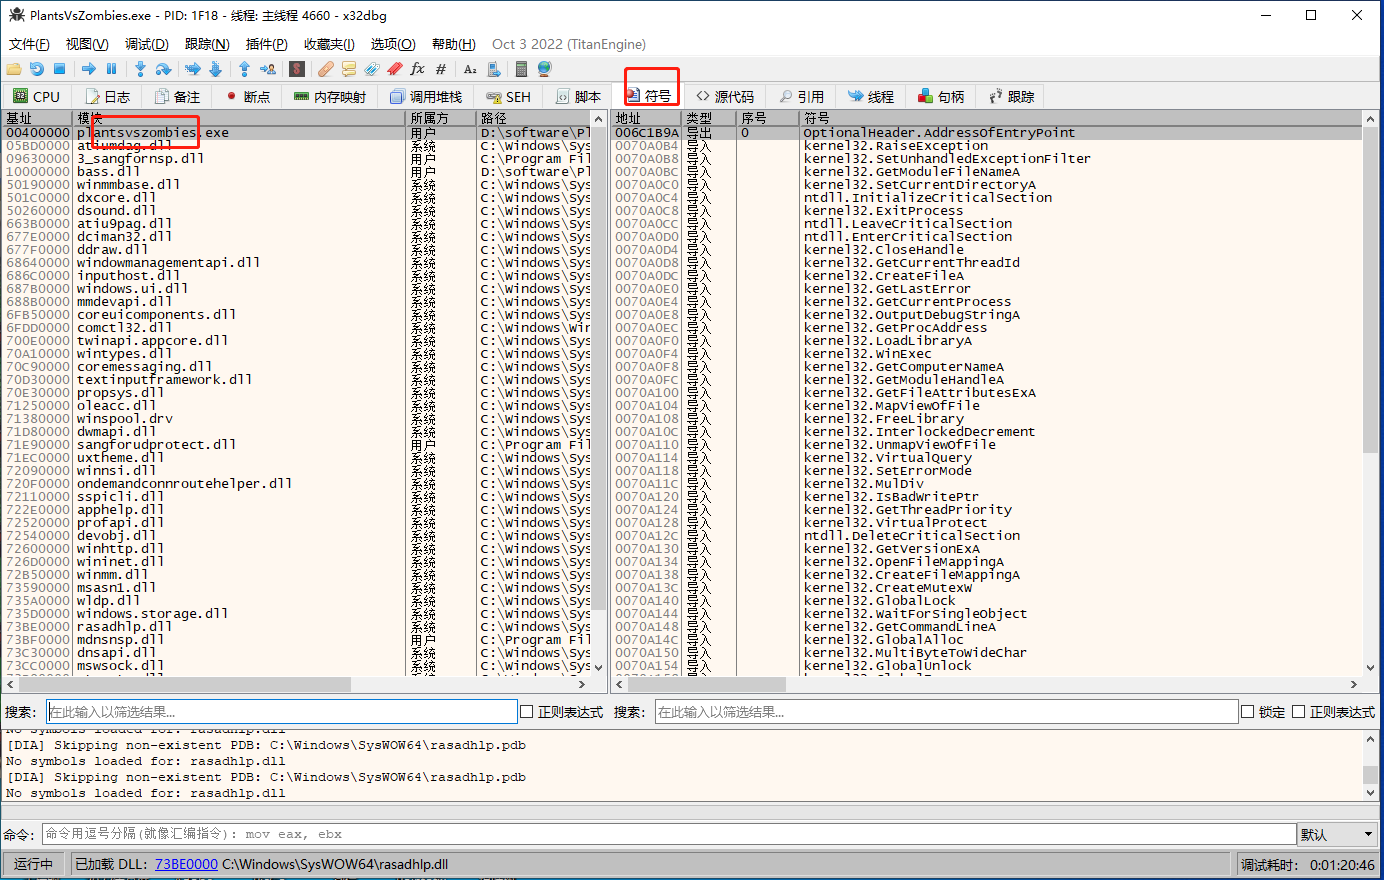 PlantsVsZombies.exe - PID: 1F18 - 线程: 主线程 4660 - x32dbg
文件(F) 视图(V) 调试(D) 跟踪(N) 插件(P) 收藏夹(I) 选项(O) 帮助(H) Oct 3 2022 (TitanEngine)
CPU 日志 备注 断点 内存映射 调用堆栈 SEH 脚本 符号 源代码 引用 线程 句柄 跟踪
基址 模块 所属方 路径 地址 类型 序号 符号
00400000 plantsvszombies.exe 用户 D:\software\Pl 006C1B9A 导出 0 OptionalHeader.AddressOfEntryPoint
05BD0000 atiumdag.dll 系统 C:\Windows\Sys 0070A0B4 导入 kernel32.RaiseException
09630000 3_sangfornsp.dll 用户 C:\Program Fil 0070A0B8 导入 kernel32.SetUnhandledExceptionFilter
10000000 bass.dll 用户 D:\software\Pl 0070A0BC 导入 kernel32.GetModuleFileNameA
50190000 winmmbase.dll 系统 C:\Windows\Sys 0070A0C0 导入 kernel32.SetCurrentDirectoryA
501C0000 dxcore.dll 系统 C:\Windows\Sys 0070A0C4 导入 ntdll.InitializeCriticalSection
50260000 dsound.dll 系统 C:\Windows\Sys 0070A0C8 导入 kernel32.ExitProcess
663B0000 atiu9pag.dll 系统 C:\Windows\Sys 0070A0CC 导入 ntdll.LeaveCriticalSection
677E0000 dciman32.dll 系统 C:\Windows\Sys 0070A0D0 导入 ntdll.EnterCriticalSection
677F0000 ddraw.dll 系统 C:\Windows\Sys 0070A0D4 导入 kernel32.CloseHandle
68640000 windowmanagementapi.dll 系统 C:\Windows\Sys 0070A0D8 导入 kernel32.GetCurrentThreadId
686C0000 inputhost.dll 系统 C:\Windows\Sys 0070A0DC 导入 kernel32.CreateFileA
687B0000 windows.ui.dll 系统 C:\Windows\Sys 0070A0E0 导入 kernel32.GetLastError
688B0000 mmdevapi.dll 系统 C:\Windows\Sys 0070A0E4 导入 kernel32.GetCurrentProcess
6FB50000 coreuicomponents.dll 系统 C:\Windows\Sys 0070A0E8 导入 kernel32.OutputDebugStringA
6FDD0000 comctl32.dll 系统 C:\Windows\Win 0070A0EC 导入 kernel32.GetProcAddress
700E0000 twinapi.appcore.dll 系统 C:\Windows\Sys 0070A0F0 导入 kernel32.LoadLibraryA
70A10000 wintypes.dll 系统 C:\Windows\Sys 0070A0F4 导入 kernel32.WinExec
70C90000 coremessaging.dll 系统 C:\Windows\Sys 0070A0F8 导入 kernel32.GetComputerNameA
70D30000 textinputframework.dll 系统 C:\Windows\Sys 0070A0FC 导入 kernel32.GetModuleHandleA
70E30000 propsys.dll 系统 C:\Windows\Sys 0070A100 导入 kernel32.GetFileAttributesExA
71250000 oleacc.dll 系统 C:\Windows\Sys 0070A104 导入 kernel32.MapViewOfFile
71380000 winspool.drv 系统 C:\Windows\Sys 0070A108 导入 kernel32.FreeLibrary
71D80000 dwmapi.dll 系统 C:\Windows\Sys 0070A10C 导入 kernel32.InterlockedDecrement
71E90000 sangforudprotect.dll 用户 C:\Program Fil 0070A110 导入 kernel32.UnmapViewOfFile
71EC0000 uxtheme.dll 系统 C:\Windows\Sys 0070A114 导入 kernel32.VirtualQuery
72090000 winnsi.dll 系统 C:\Windows\Sys 0070A118 导入 kernel32.SetErrorMode
720F0000 ondemandconnroutehelper.dll 系统 C:\Windows\Sys 0070A11C 导入 kernel32.MulDiv
72110000 sspicli.dll 系统 C:\Windows\Sys 0070A120 导入 kernel32.IsBadWritePtr
722E0000 apphelp.dll 系统 C:\Windows\Sys 0070A124 导入 kernel32.GetThreadPriority
72520000 profapi.dll 系统 C:\Windows\Sys 0070A128 导入 kernel32.VirtualProtect
72540000 devobj.dll 系统 C:\Windows\Sys 0070A12C 导入 ntdll.DeleteCriticalSection
72600000 winhttp.dll 系统 C:\Windows\Sys 0070A130 导入 kernel32.GetVersionExA
726D0000 wininet.dll 系统 C:\Windows\Sys 0070A134 导入 kernel32.OpenFileMappingA
72B50000 winmm.dll 系统 C:\Windows\Sys 0070A138 导入 kernel32.CreateFileMappingA
73590000 msasn1.dll 系统 C:\Windows\Sys 0070A13C 导入 kernel32.CreateMutexW
735A0000 wldp.dll 系统 C:\Windows\Sys 0070A140 导入 kernel32.GlobalLock
735D0000 windows.storage.dll 系统 C:\Windows\Sys 0070A144 导入 kernel32.WaitForSingleObject
73BE0000 rasadhlp.dll 系统 C:\Windows\Sys 0070A148 导入 kernel32.GetCommandLineA
73BF0000 mdnsnsp.dll 用户 C:\Program Fil 0070A14C 导入 kernel32.GlobalAlloc
73C30000 dnsapi.dll 系统 C:\Windows\Sys 0070A150 导入 kernel32.MultiByteToWideChar
73CC0000 mswsock.dll 系统 C:\Windows\Sys 0070A154 导入 kernel32.GlobalUnlock
搜索: 在此输入以筛选结果... 正则表达式 搜索: 在此输入以筛选结果... 锁定 正则表达式
No symbols loaded for: rasadhlp.dll
[DIA] Skipping non-existent PDB: C:\Windows\SysWOW64\rasadhlp.pdb
No symbols loaded for: rasadhlp.dll
[DIA] Skipping non-existent PDB: C:\Windows\SysWOW64\rasadhlp.pdb
No symbols loaded for: rasadhlp.dll
命令: 命令用逗号分隔(就像汇编指令): mov eax, ebx 默认
运行中 已加载 DLL: 73BE0000 C:\Windows\SysWOW64\rasadhlp.dll 调试耗时: 0:01:20:46